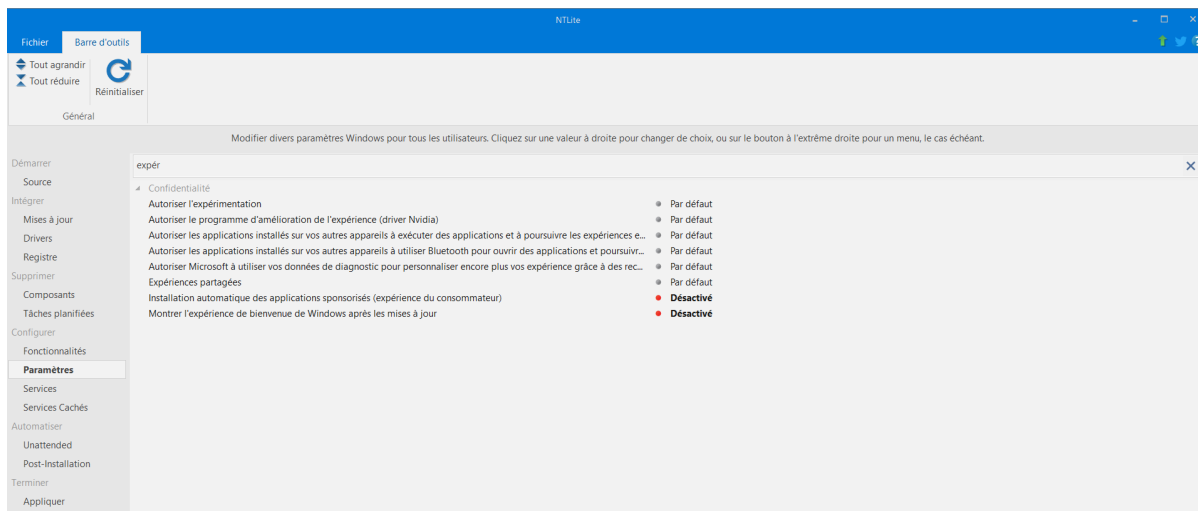 NTLite
Fichier
Barre d'outils
Tout agrandir
Tout réduire
Réinitialiser
Général
Modifier divers paramètres Windows pour tous les utilisateurs. Cliquez sur une valeur à droite pour changer de choix, ou sur le bouton à l'extrême droite pour un menu, le cas échéant.
Démarrer
Source
Intégrer
Mises à jour
Drivers
Registre
Supprimer
Composants
Tâches planifiées
Configurer
Fonctionnalités
Paramètres
Services
Services Cachés
Automatiser
Unattended
Post-Installation
Terminer
Appliquer
expér
Confidentialité
Autoriser l'expérimentation Par défaut
Autoriser le programme d'amélioration de l'expérience (driver Nvidia) Par défaut
Autoriser les applications installés sur vos autres appareils à exécuter des applications et à poursuivre les expériences e... Par défaut
Autoriser les applications installés sur vos autres appareils à utiliser Bluetooth pour ouvrir des applications et poursuivr... Par défaut
Autoriser Microsoft à utiliser vos données de diagnostic pour personnaliser encore plus vos expérience grâce à des rec... Par défaut
Expériences partagées Par défaut
Installation automatique des applications sponsorisés (expérience du consommateur) Désactivé
Montrer l'expérience de bienvenue de Windows après les mises à jour Désactivé